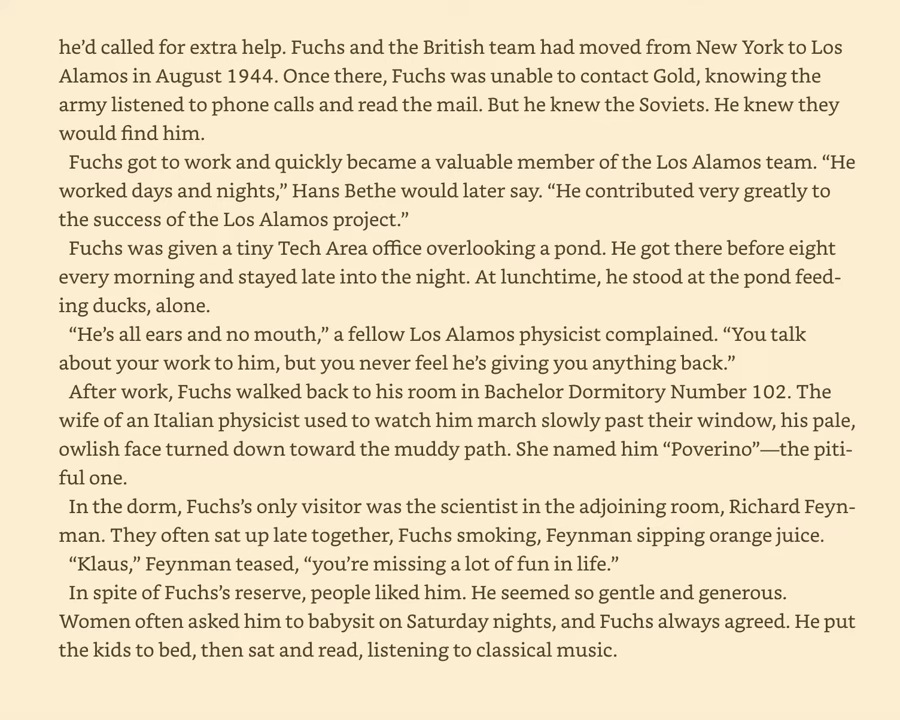 he’d called for extra help. Fuchs and the British team had moved from New York to Los
Alamos in August 1944. Once there, Fuchs was unable to contact Gold, knowing the
army listened to phone calls and read the mail. But he knew the Soviets. He knew they
would find him.
Fuchs got to work and quickly became a valuable member of the Los Alamos team. “He
worked days and nights,” Hans Bethe would later say. “He contributed very greatly to
the success of the Los Alamos project.”
Fuchs was given a tiny Tech Area office overlooking a pond. He got there before eight
every morning and stayed late into the night. At lunchtime, he stood at the pond feed-
ing ducks, alone.
“He’s all ears and no mouth,” a fellow Los Alamos physicist complained. “You talk
about your work to him, but you never feel he’s giving you anything back.”
After work, Fuchs walked back to his room in Bachelor Dormitory Number 102. The
wife of an Italian physicist used to watch him march slowly past their window, his pale,
owlish face turned down toward the muddy path. She named him “Poverino”—the piti-
ful one.
In the dorm, Fuchs’s only visitor was the scientist in the adjoining room, Richard Feyn-
man. They often sat up late together, Fuchs smoking, Feynman sipping orange juice.
“Klaus,” Feynman teased, “you’re missing a lot of fun in life.”
In spite of Fuchs’s reserve, people liked him. He seemed so gentle and generous.
Women often asked him to babysit on Saturday nights, and Fuchs always agreed. He put
the kids to bed, then sat and read, listening to classical music.